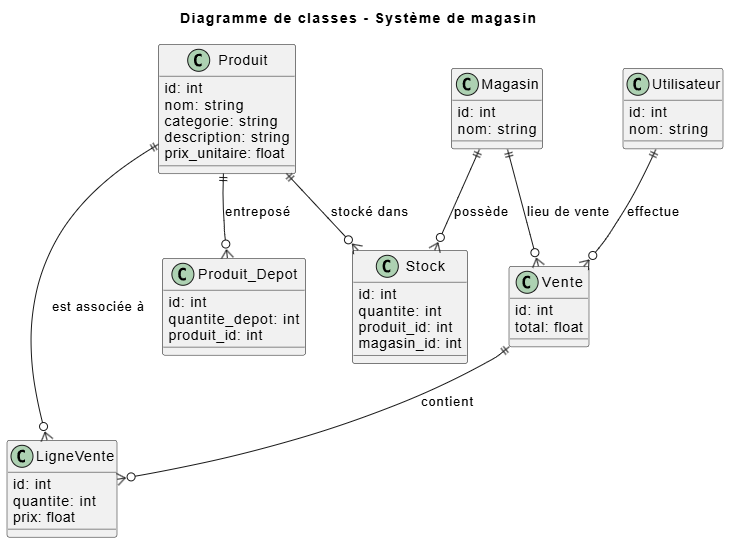 Diagramme de classes - Système de magasin
C Produit
id: int
nom: string
categorie: string
description: string
prix_unitaire: float
C Magasin
id: int
nom: string
C Utilisateur
id: int
nom: string
entreposé
stocké dans
possède
lieu de vente
effectue
C Produit_Depot
id: int
quantite_depot: int
produit_id: int
C Stock
id: int
quantite: int
produit_id: int
magasin_id: int
C Vente
id: int
total: float
est associée à
contient
C LigneVente
id: int
quantite: int
prix: float